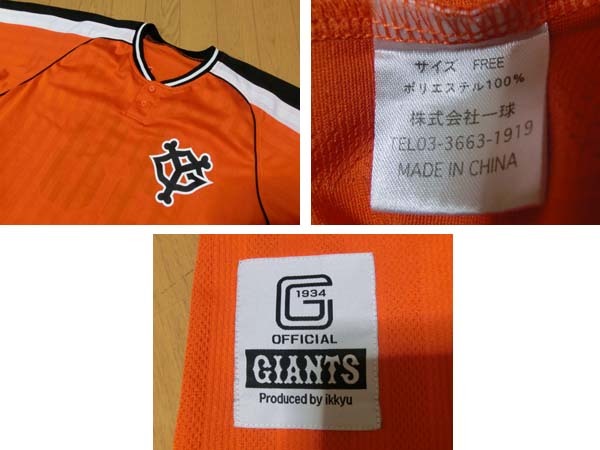 サイズ FREE
ポリエステル100%
株式会社一球
TEL03-3663-1919
MADE IN CHINA
G
1934
OFFICIAL
GIANTS
Produced by ikkyu